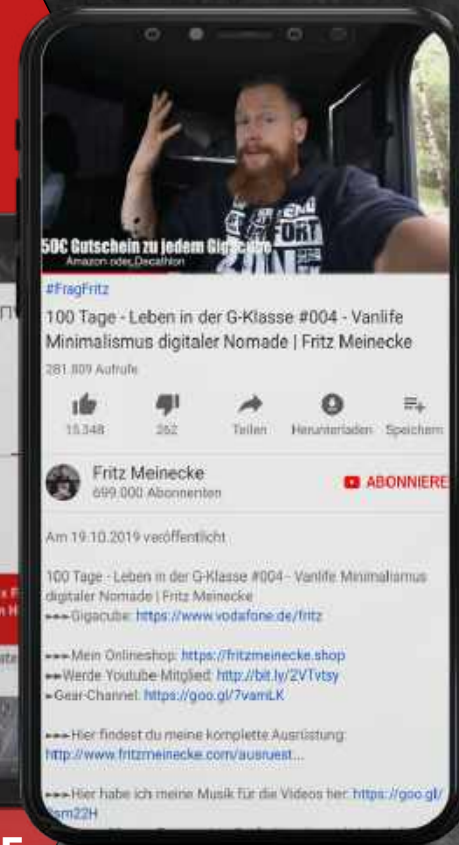 50€ Gutschein zu jedem Gigacube
Amazon oder Decathlon
#FragFritz
100 Tage - Leben in der G-Klasse #004 - Vanlife
Minimalismus digitaler Nomade | Fritz Meinecke
281.809 Aufrufe
15.348
262
Teilen
Herunterladen
Speichern
Fritz Meinecke
699.000 Abonnenten
ABONNIERE
Am 19.10.2019 veröffentlicht
100 Tage - Leben in der G-Klasse #004 - Vanlife Minimalismus
digitaler Nomade | Fritz Meinecke
►►►Gigacube: https://www.vodafone.de/fritz
►►►Mein Onlineshop: https://fritzmeinecke.shop
►►Werde Youtube-Mitglied: http://bit.ly/2VTvtsy
►Gear-Channel: https://goo.gl/7vamLK
►►►Hier findest du meine komplette Ausrüstung:
http://www.fritzmeinecke.com/ausruest...
►►►Hier habe ich meine Musik für die Videos her: https://goo.gl/